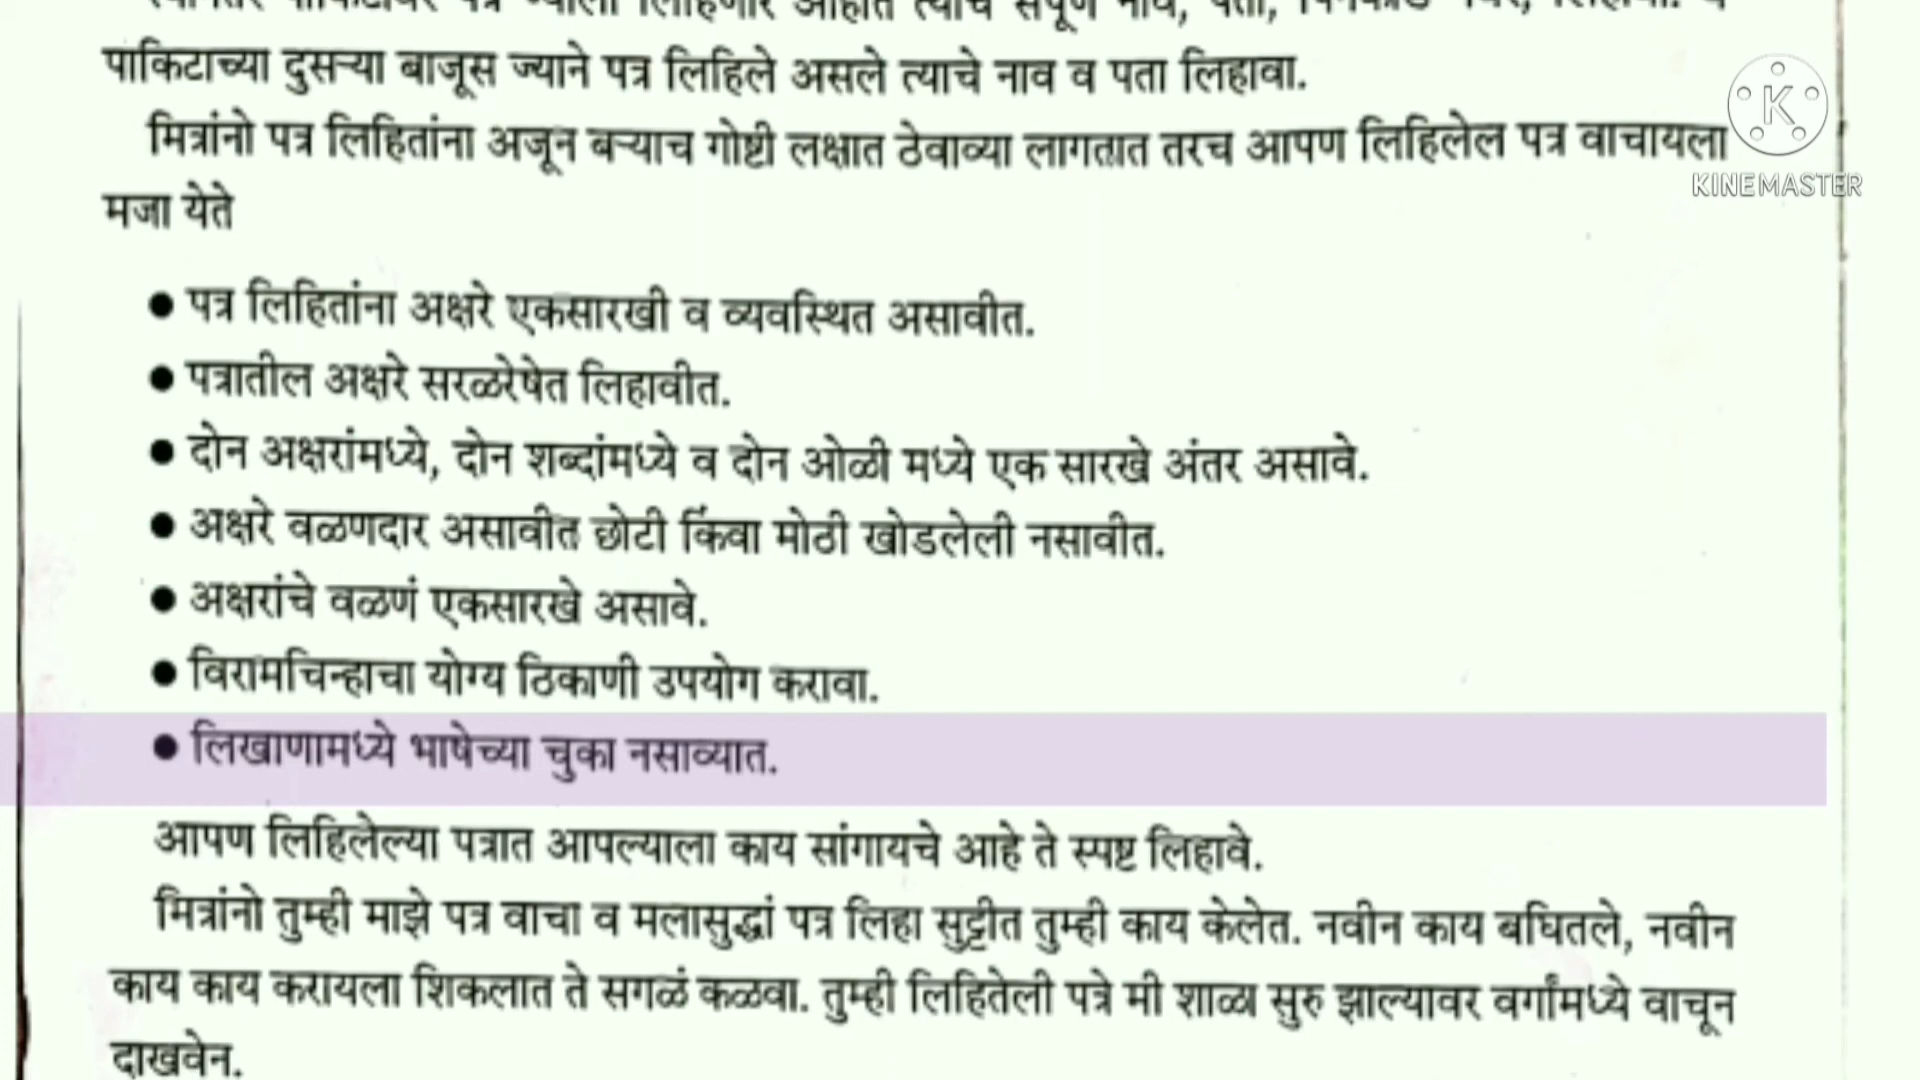 पाकिटाच्या दुसऱ्या बाजूस ज्याने पत्र लिहिले असले त्याचे नाव व पता लिहावा.
मित्रांनो पत्र लिहितांना अजून बऱ्याच गोष्टी लक्षात ठेवाव्या लागतात तरच आपण लिहिलेल पत्र वाचायला
मजा येते
KINEMASTER
● पत्र लिहितांना अक्षरे एकसारखी व व्यवस्थित असावीत.
● पत्रातील अक्षरे सरळरेषेत लिहावीत.
● दोन अक्षरांमध्ये, दोन शब्दांमध्ये व दोन ओळी मध्ये एक सारखे अंतर असावे.
● अक्षरे वळणदार असावीत छोटी किंवा मोठी खोडलेली नसावीत.
● अक्षरांचे वळणं एकसारखे असावे.
● विरामचिन्हाचा योग्य ठिकाणी उपयोग करावा.
● लिखाणामध्ये भाषेच्या चुका नसाव्यात.
आपण लिहिलेल्या पत्रात आपल्याला काय सांगायचे आहे ते स्पष्ट लिहावे.
मित्रांनो तुम्ही माझे पत्र वाचा व मलासुद्धां पत्र लिहा सुट्टीत तुम्ही काय केलेत. नवीन काय बघितले, नवीन
काय काय करायला शिकलात ते सगळं कळवा. तुम्ही लिहितेली पत्रे मी शाळा सुरु झाल्यावर वर्गांमध्ये वाचून
दाखवेन.